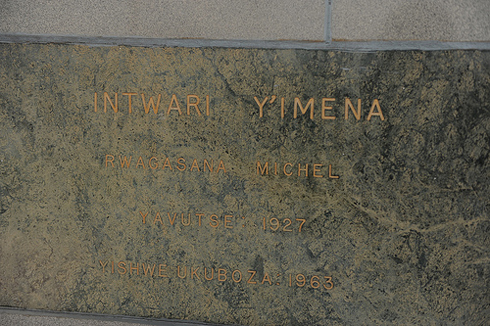 INTWARI Y'IMENA
RWAGASANA MICHEL
YAVUTSE 1927
YISHWE UKUBOZA 1963